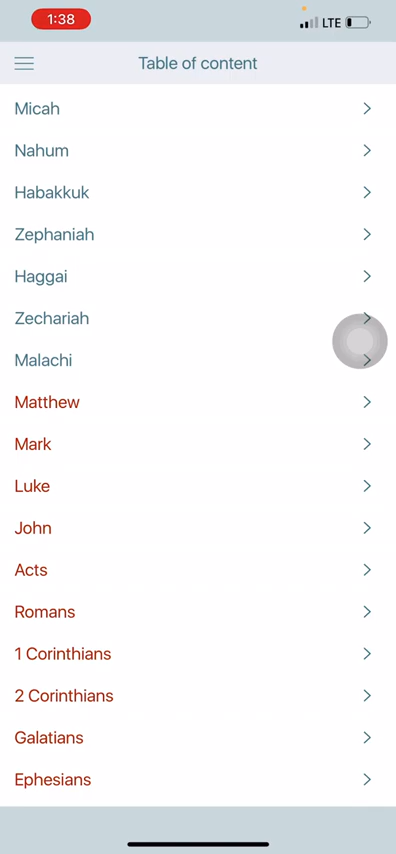 1:38
LTE
Table of content
Micah
Nahum
Habakkuk
Zephaniah
Haggai
Zechariah
Malachi
Matthew
Mark
Luke
John
Acts
Romans
1 Corinthians
2 Corinthians
Galatians
Ephesians